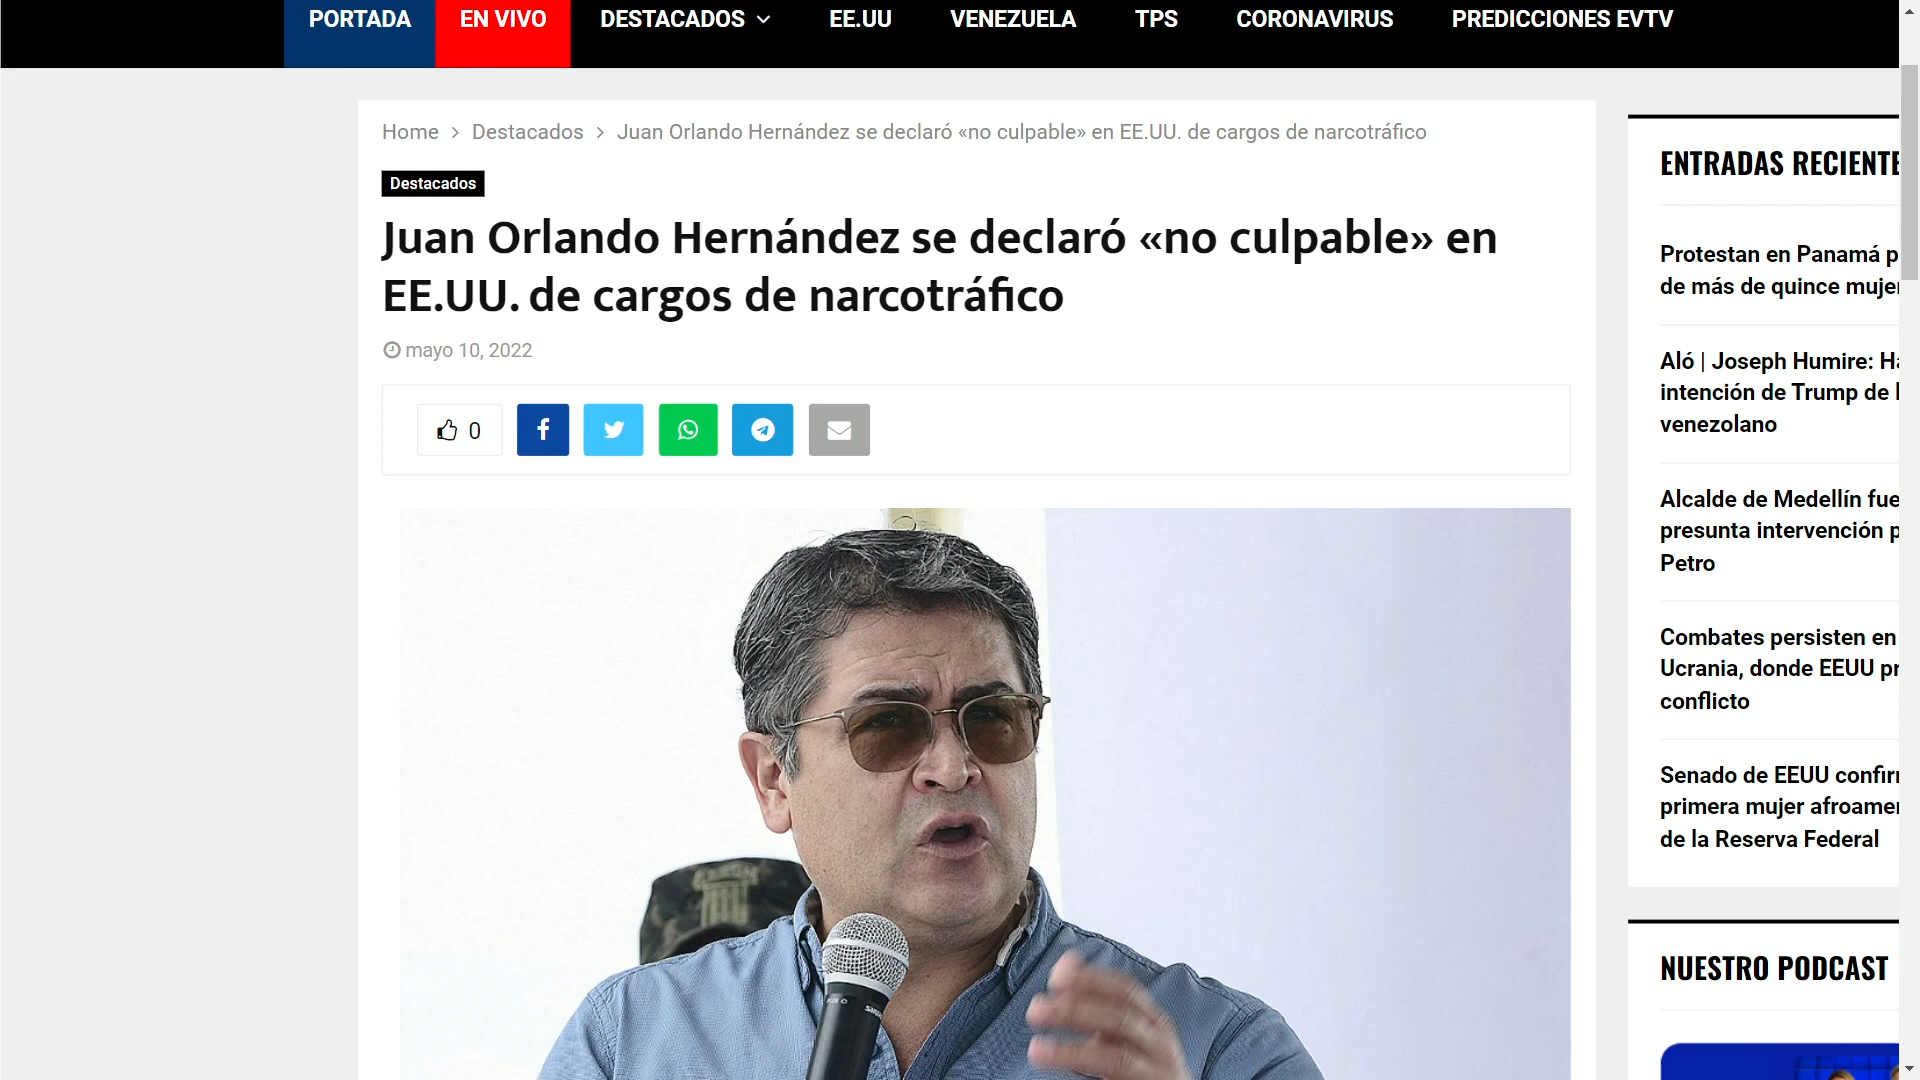 PORTADA EN VIVO DESTACADOS EE.UU VENEZUELA TPS CORONAVIRUS PREDICCIONES EVTV
Home > Destacados > Juan Orlando Hernández se declaró «no culpable» en EE.UU. de cargos de narcotráfico
Destacados
Juan Orlando Hernández se declaró «no culpable» en
EE.UU. de cargos de narcotráfico
mayo 10, 2022
0
ENTRADAS RECIENTE
Protestan en Panamá p
de más de quince mujer
Aló | Joseph Humire: Ha
intención de Trump de
venezolano
Alcalde de Medellín fue
presunta intervención p
Petro
Combates persisten en
Ucrania, donde EEUU pr
conflicto
Senado de EEUU confir
primera mujer afroamer
de la Reserva Federal
NUESTRO PODCAST